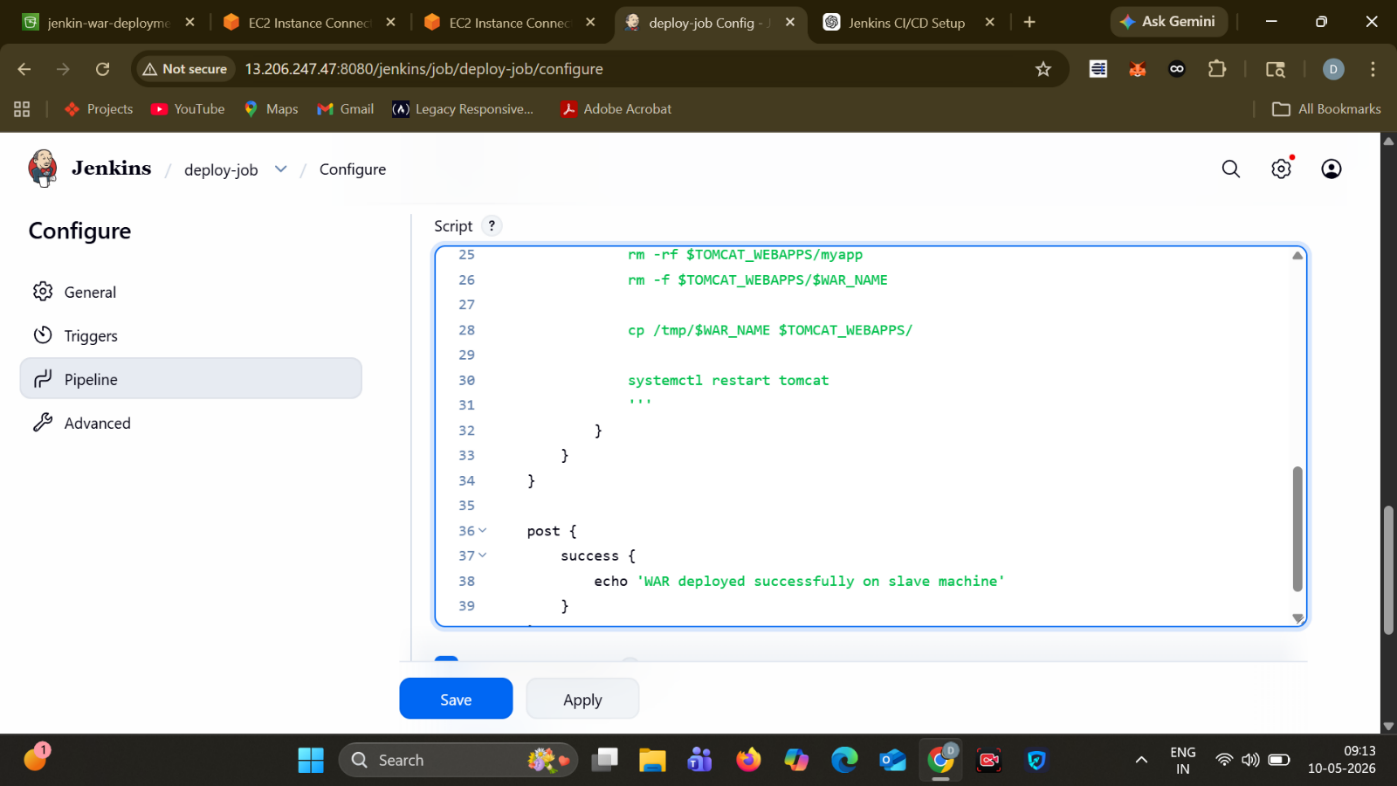 jenkin-war-deployme
EC2 Instance Connect
EC2 Instance Connect
deploy-job Config - J
Jenkins CI/CD Setup
Ask Gemini
Not secure
13.206.247.47:8080/jenkins/job/deploy-job/configure
D
Projects
YouTube
Maps
Gmail
Legacy Responsive...
Adobe Acrobat
All Bookmarks
Jenkins / deploy-job / Configure
Configure
General
Triggers
Pipeline
Advanced
Script ?
25 rm -rf $TOMCAT_WEBAPPS/myapp
26 rm -f $TOMCAT_WEBAPPS/$WAR_NAME
27
28 cp /tmp/$WAR_NAME $TOMCAT_WEBAPPS/
29
30 systemctl restart tomcat
31 '''
32 }
33 }
34 }
35
36 post {
37 success {
38 echo 'WAR deployed successfully on slave machine'
39 }
Save
Apply
1
Search
D
ENG
IN
09:13
10-05-2026